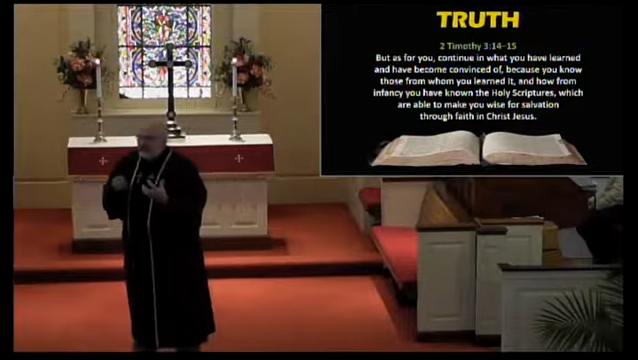 TRUTH
2 Timothy 3:14-15
But as for you, continue in what you have learned
and have become convinced of, because you know
those from whom you learned it, and how from
infancy you have known the Holy Scriptures, which
are able to make you wise for salvation
through faith in Christ Jesus.